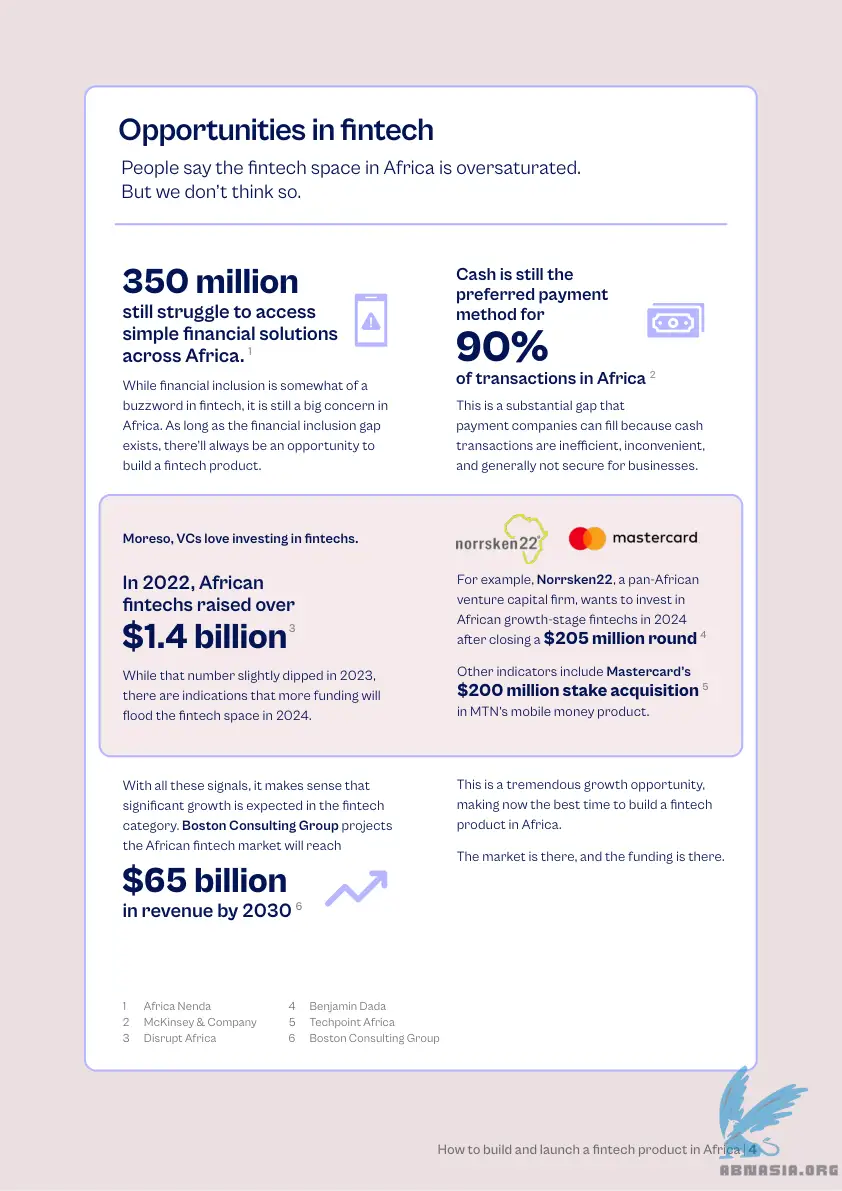 Opportunities in fintech
People say the fintech space in Africa is oversaturated.
But we don't think so.
350 million
still struggle to access
simple financial solutions
across Africa. 1
While financial inclusion is somewhat of a
buzzword in fintech, it is still a big concern in
Africa. As long as the financial inclusion gap
exists, there'll always be an opportunity to
build a fintech product.
Cash is still the
preferred payment
method for
90%
of transactions in Africa 2
This is a substantial gap that
payment companies can fill because cash
transactions are inefficient, inconvenient,
and generally not secure for businesses.
Moreso, VCs love investing in fintechs.
In 2022, African
fintechs raised over
$1.4 billion 3
While that number slightly dipped in 2023,
there are indications that more funding will
flood the fintech space in 2024.
norrsken22
mastercard
For example, Norrsken22, a pan-African
venture capital firm, wants to invest in
African growth-stage fintechs in 2024
after closing a $205 million round 4
Other indicators include Mastercard's
$200 million stake acquisition 5
in MTN's mobile money product.
With all these signals, it makes sense that
significant growth is expected in the fintech
category. Boston Consulting Group projects
the African fintech market will reach
$65 billion
in revenue by 2030 6
This is a tremendous growth opportunity,
making now the best time to build a fintech
product in Africa.
The market is there, and the funding is there.
1 Africa Nenda
2 McKinsey & Company
3 Disrupt Africa
4 Benjamin Dada
5 Techpoint Africa
6 Boston Consulting Group
How to build and launch a fintech product in Africa | 4
ABNASIA.ORG